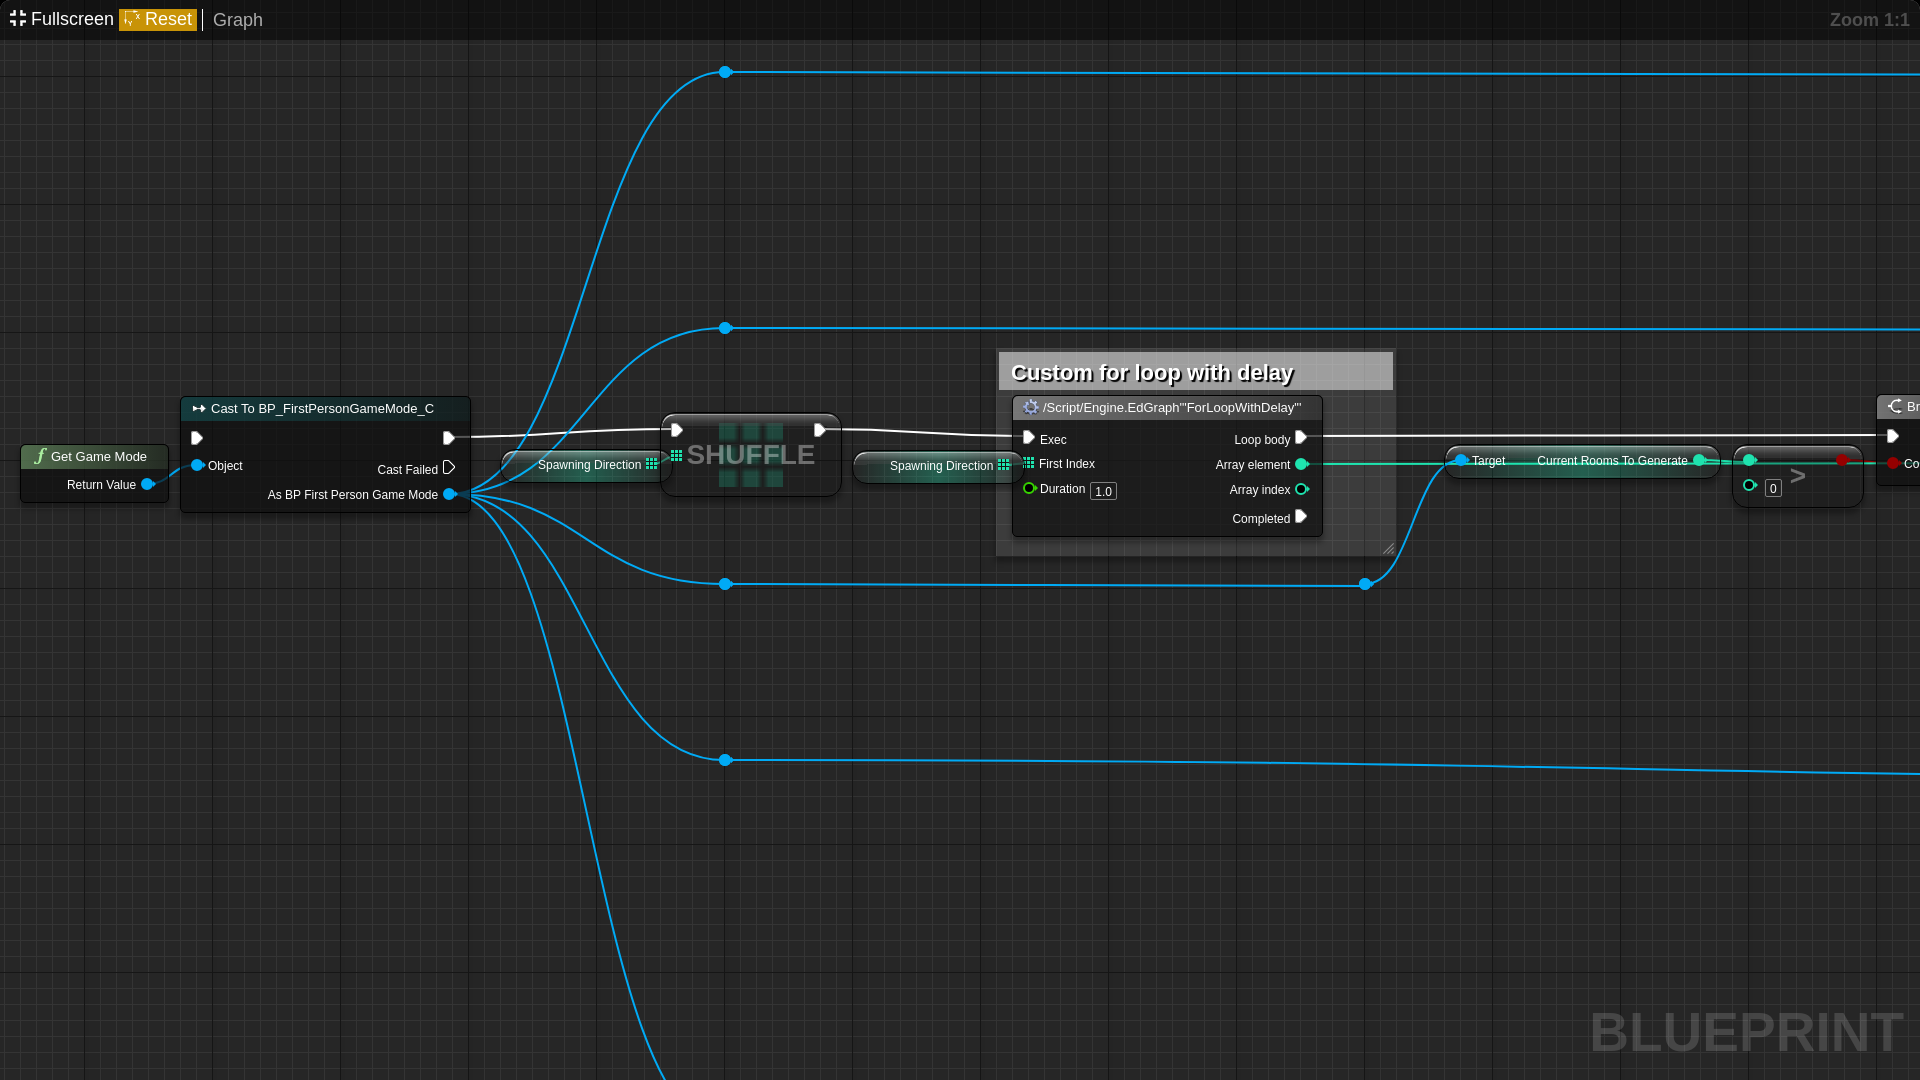 Fullscreen Reset Graph
Zoom 1:1
Custom for loop with delay
Get Game Mode
Return Value
Cast To BP_FirstPersonGameMode_C
Object
Cast Failed
As BP First Person Game Mode
Spawning Direction
SHUFFLE
Spawning Direction
/Script/Engine.EdGraph'"ForLoopWithDelay"'
Exec
Loop body
First Index
Array element
Duration 1.0
Array index
Completed
Target
Current Rooms To Generate
0
>
Br
Co
BLUEPRINT